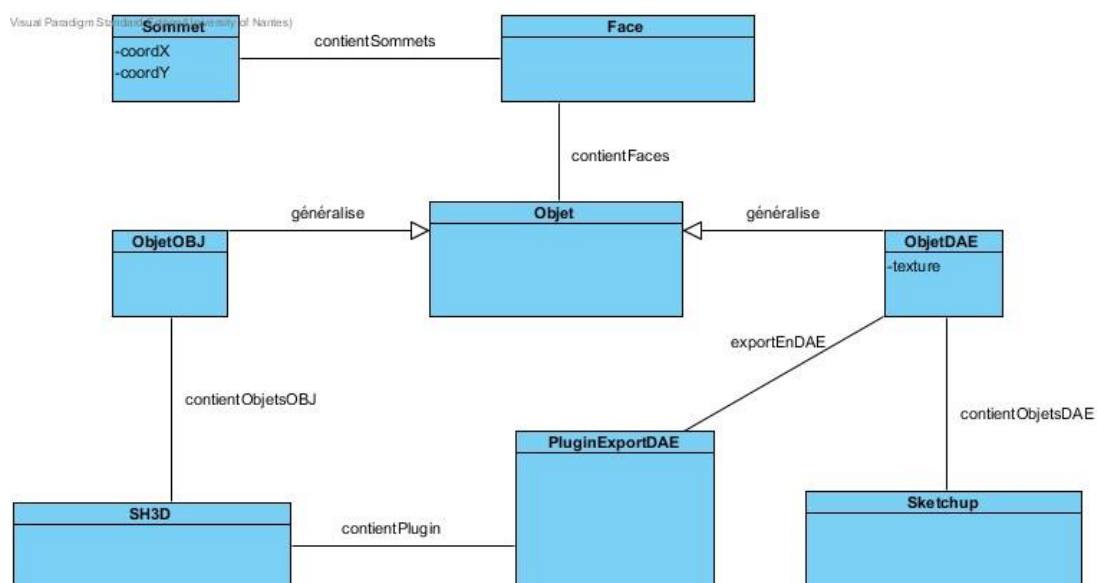 Visual Paradigm Standard
of Nantes)
Sommet
-coordX
-coordY
contientSommets
Face
contientFaces
généralise
Objet
généralise
ObjetOBJ
ObjetDAE
-texture
exportEnDAE
contientObjetsOBJ
contientObjetsDAE
PluginExportDAE
Sketchup
SH3D
contientPlugin